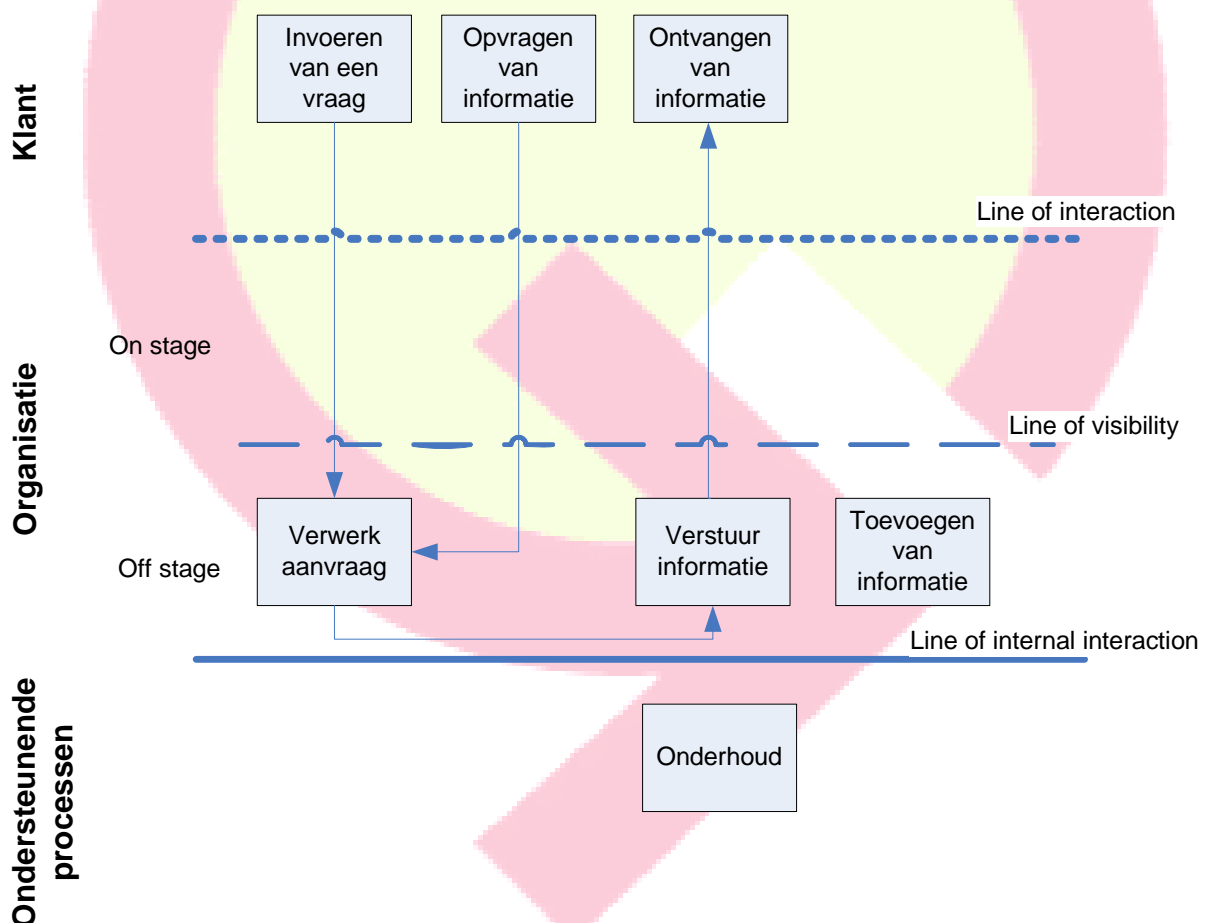 Klant
Invoeren
van een
vraag
Opvragen
van
informatie
Ontvangen
van
informatie
Line of interaction
Organisatie
On stage
Line of visibility
Off stage
Verwerk
aanvraag
Verstuur
informatie
Toevoegen
van
informatie
Line of internal interaction
Ondersteunende
processen
Onderhoud